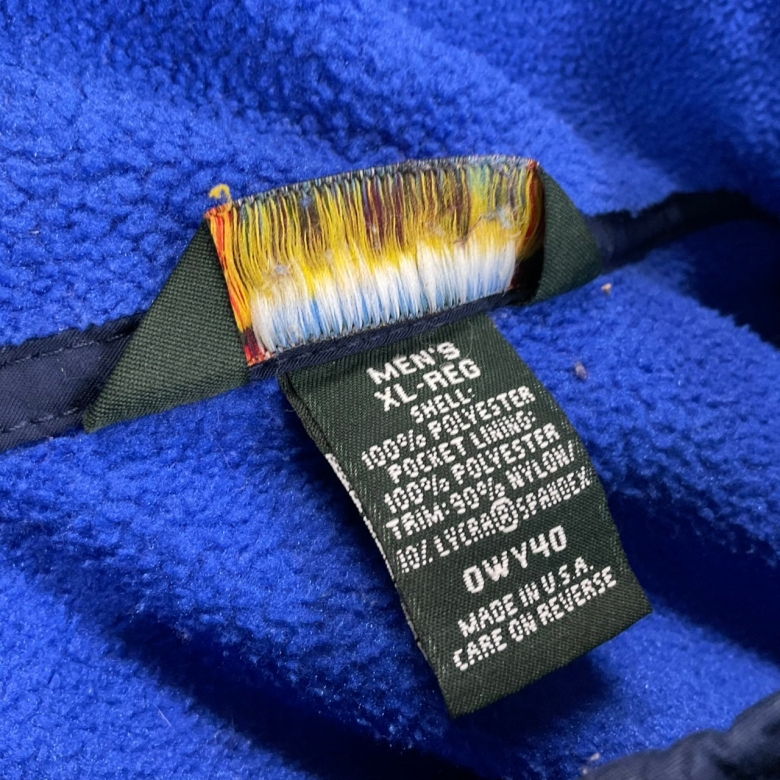 MEN'S
XL-REG
SHELL:
100% POLYESTER
POCKET LINING:
100% POLYESTER
TRIM: 90% NYLON/
10% LYCRA® SPANDEX
0WY40
MADE IN U.S.A.
CARE ON REVERSE